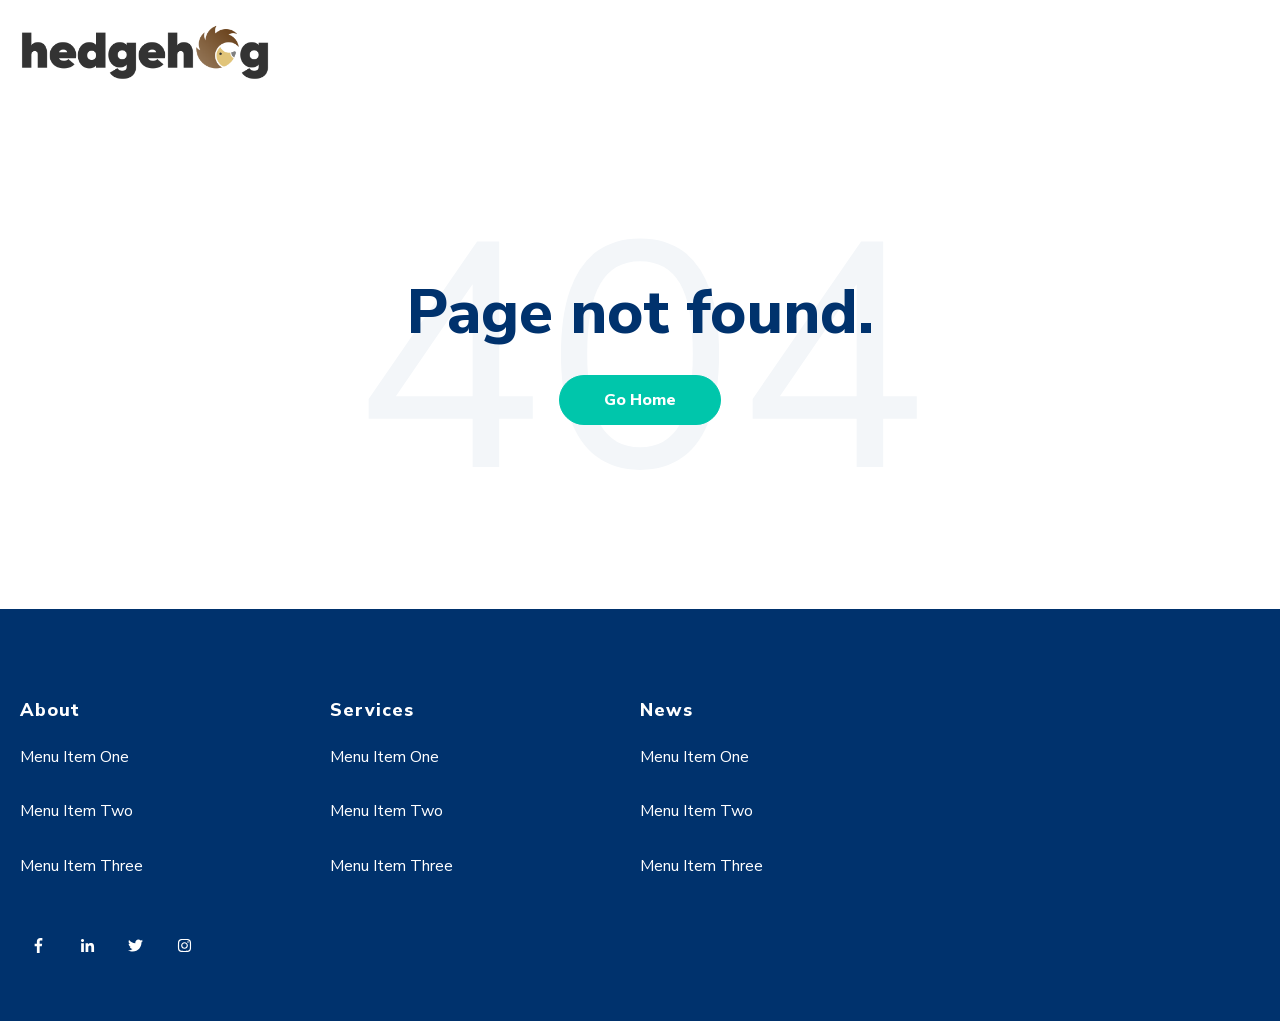 hedgehog
404
Page not found.
Go Home
About
Menu Item One
Menu Item Two
Menu Item Three
Services
Menu Item One
Menu Item Two
Menu Item Three
News
Menu Item One
Menu Item Two
Menu Item Three